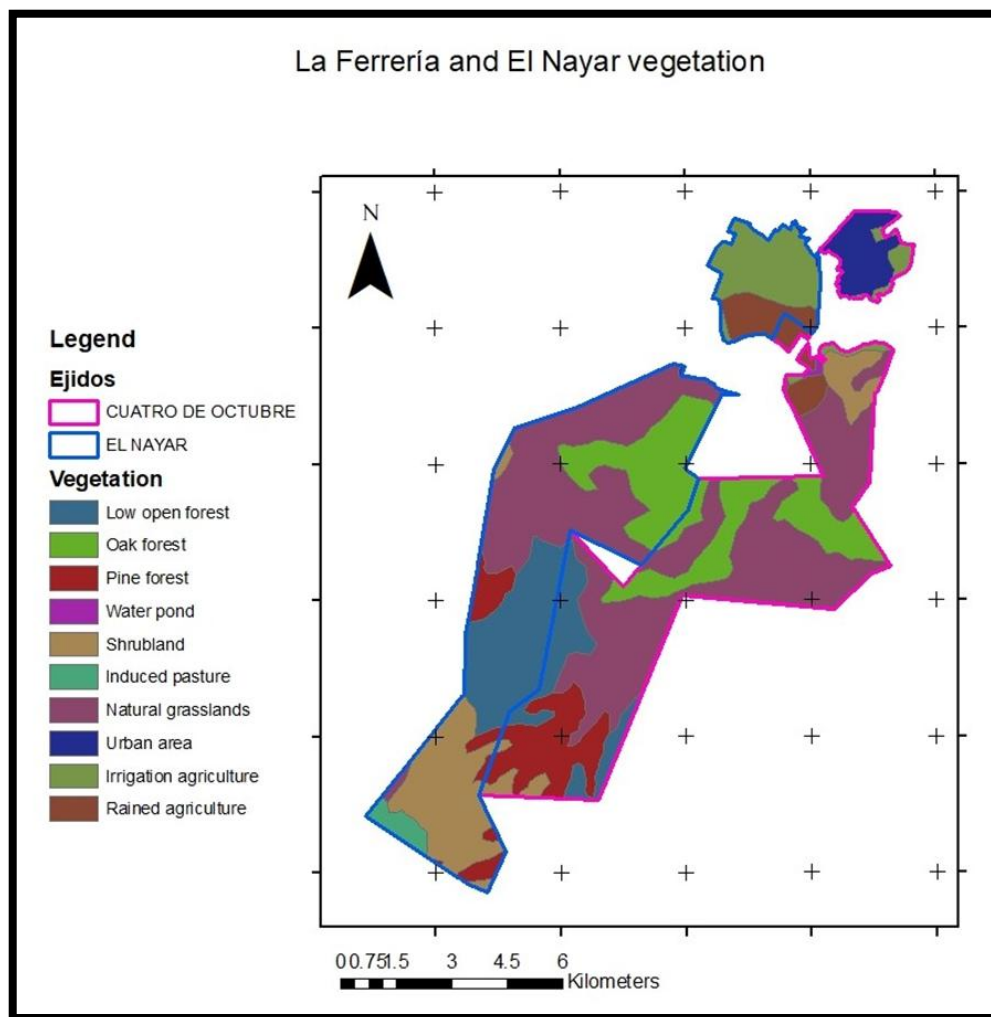 La Ferrería and El Nayar vegetation
N
Legend
Ejidos
CUATRO DE OCTUBRE
EL NAYAR
Vegetation
Low open forest
Oak forest
Pine forest
Water pond
Shrubland
Induced pasture
Natural grasslands
Urban area
Irrigation agriculture
Rained agriculture
0 0.75 1.5 3 4.5 6
Kilometers